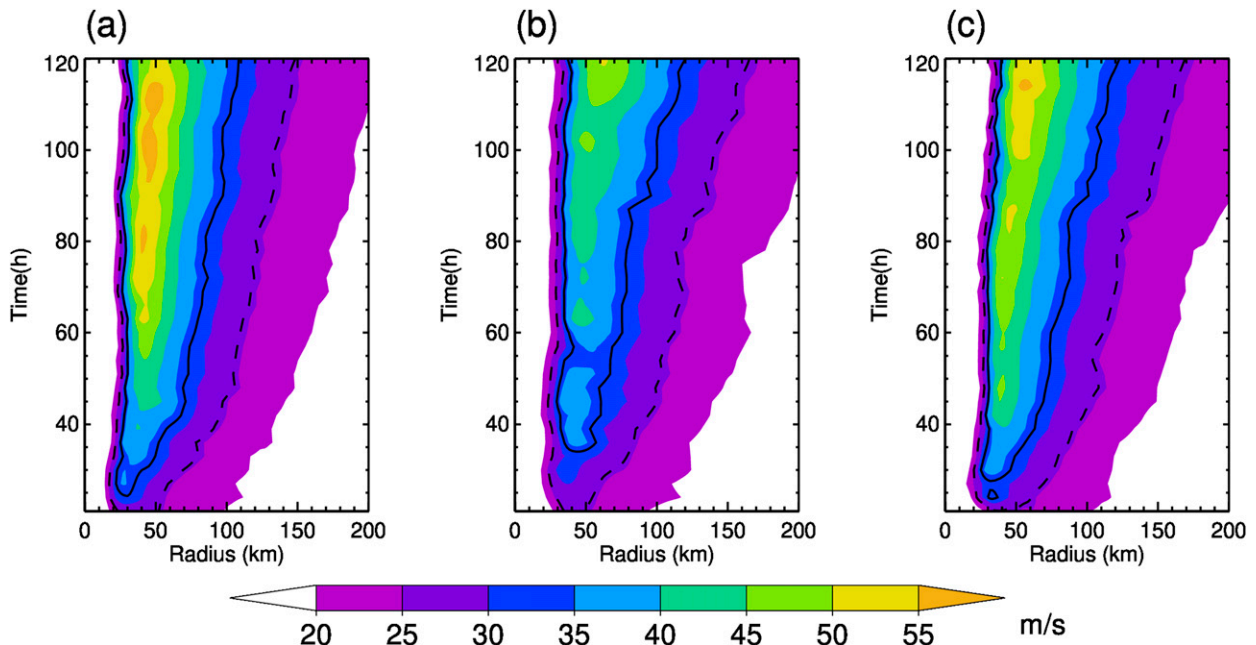 (a) (b) (c)
120 120 120
100 100 100
80 80 80
60 60 60
40 40 40
Time(h) Time(h) Time(h)
0 50 100 150 200 0 50 100 150 200 0 50 100 150 200
Radius (km) Radius (km) Radius (km)
20 25 30 35 40 45 50 55 m/s